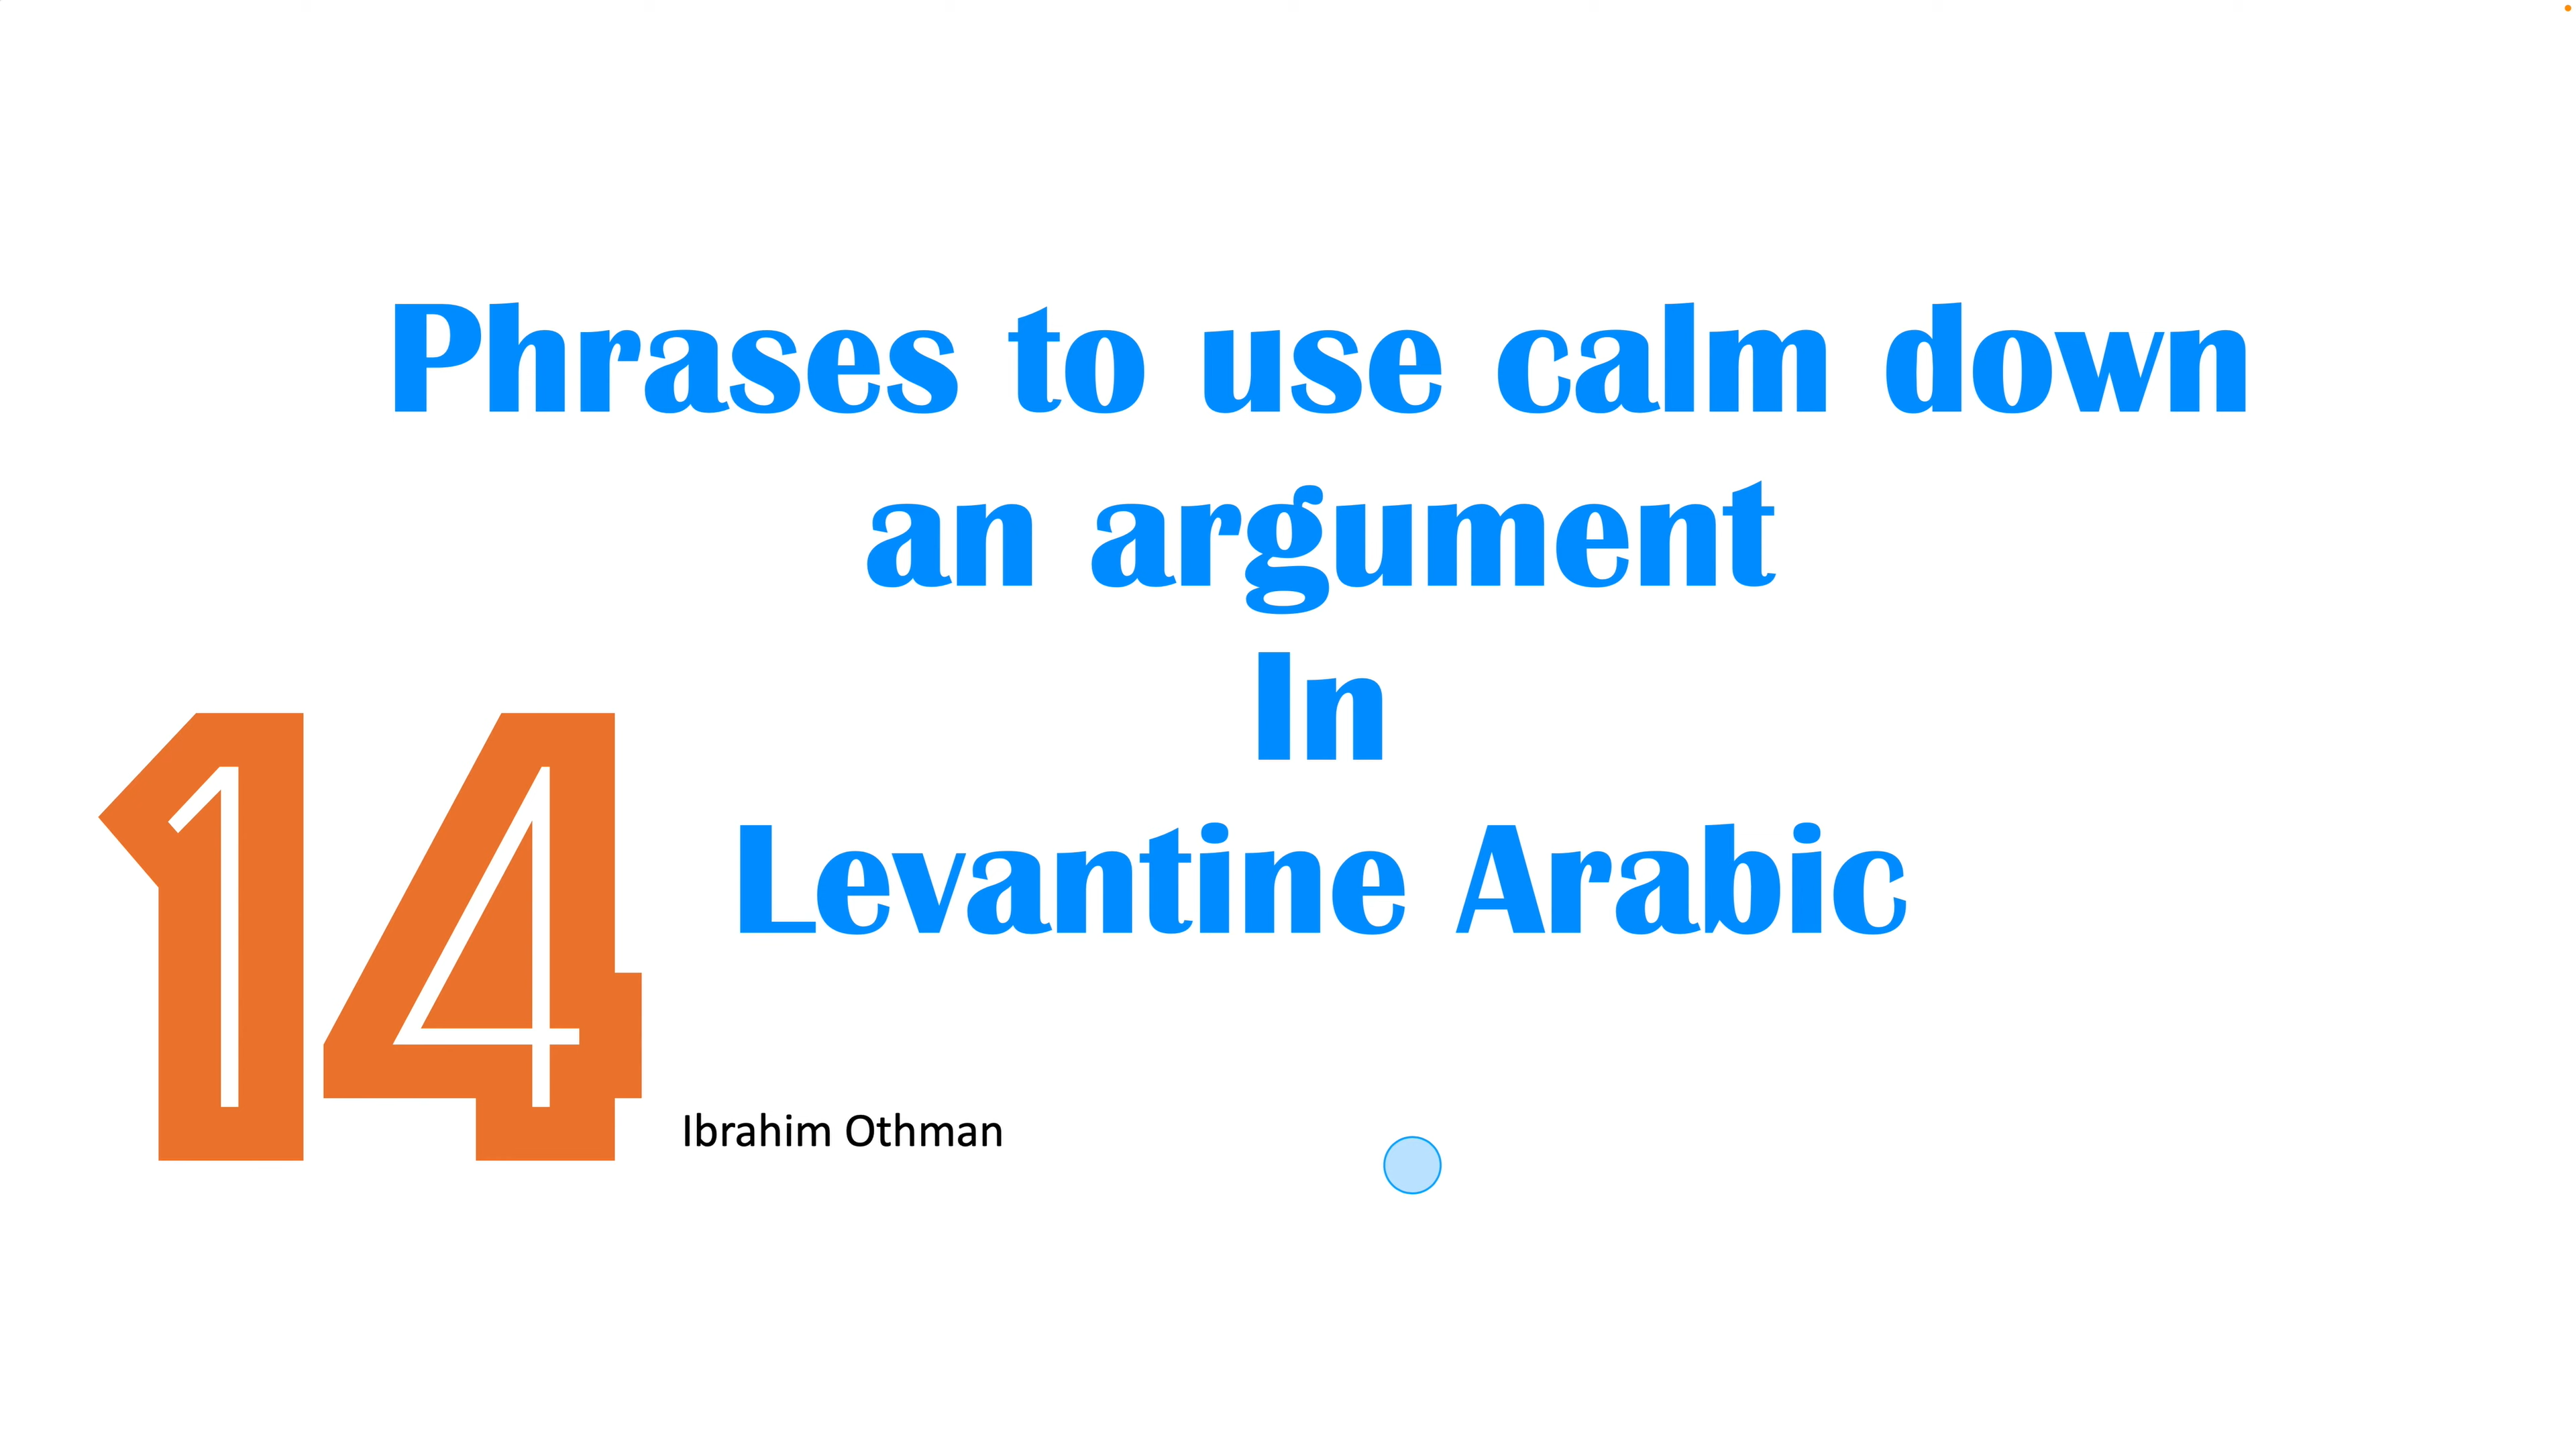 Phrases to use calm down
an argument
In
Levantine Arabic
14
Ibrahim Othman